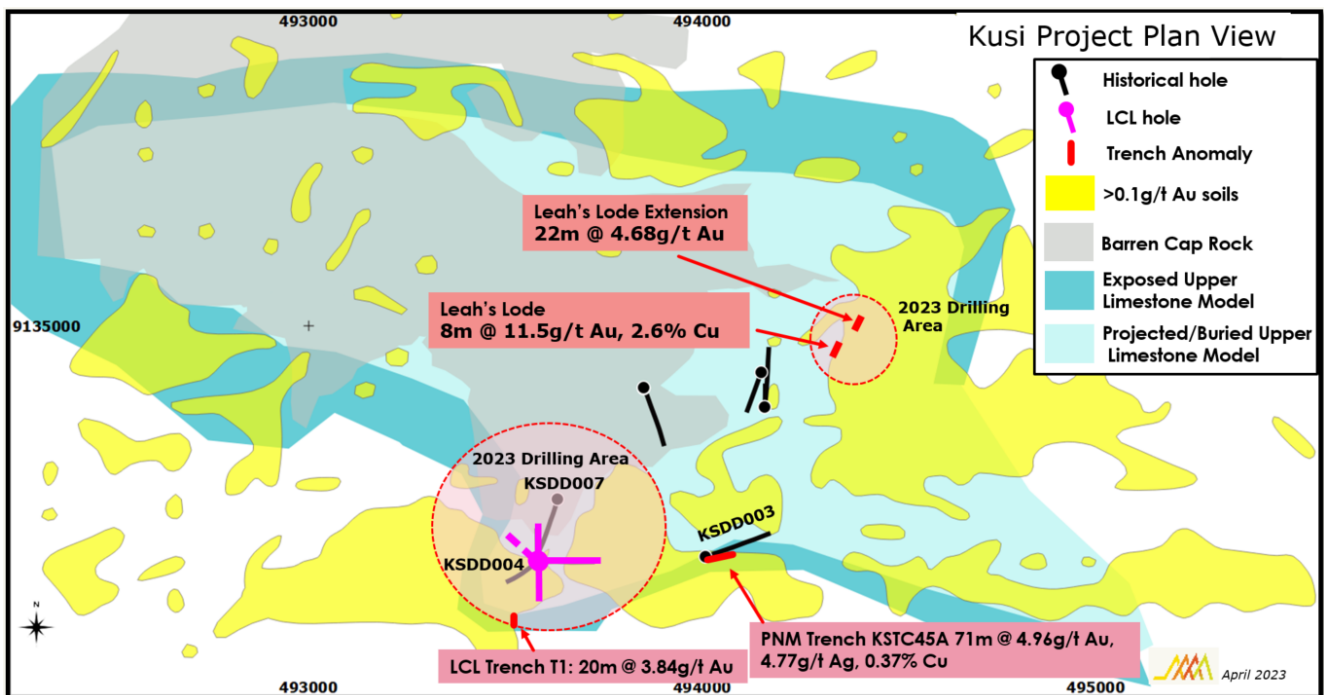 493000
494000
Kusi Project Plan View
Historical hole
LCL hole
Trench Anomaly
>0.1g/t Au soils
Barren Cap Rock
Exposed Upper
Limestone Model
Projected/Buried Upper
Limestone Model
Leah's Lode Extension
22m @ 4.68g/t Au
Leah's Lode
8m @ 11.5g/t Au, 2.6% Cu
2023 Drilling
Area
9135000
2023 Drilling Area
KSDD007
KSDD003
KSDD004
PNM Trench KSTC45A 71m @ 4.96g/t Au,
4.77g/t Ag, 0.37% Cu
LCL Trench T1: 20m @ 3.84g/t Au
N
April 2023
493000
494000
495000